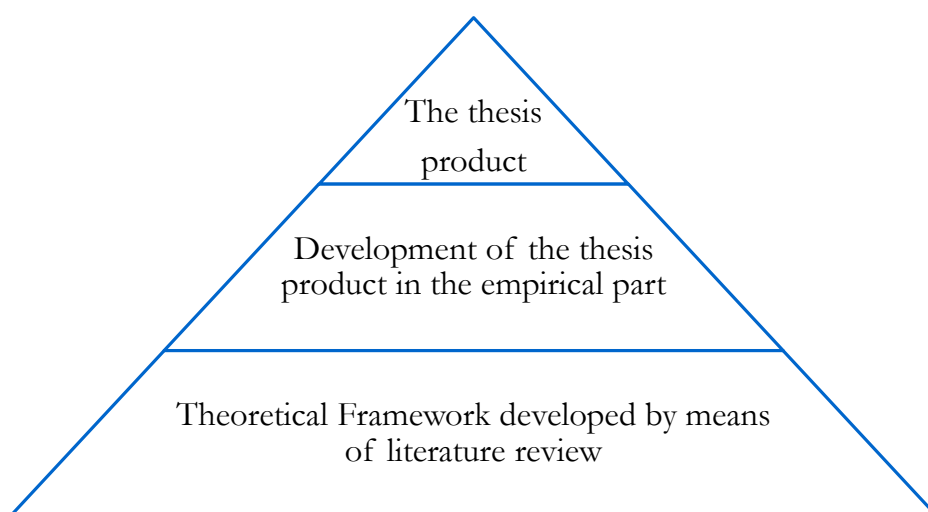 The thesis
product
Development of the thesis
product in the empirical part
Theoretical Framework developed by means
of literature review